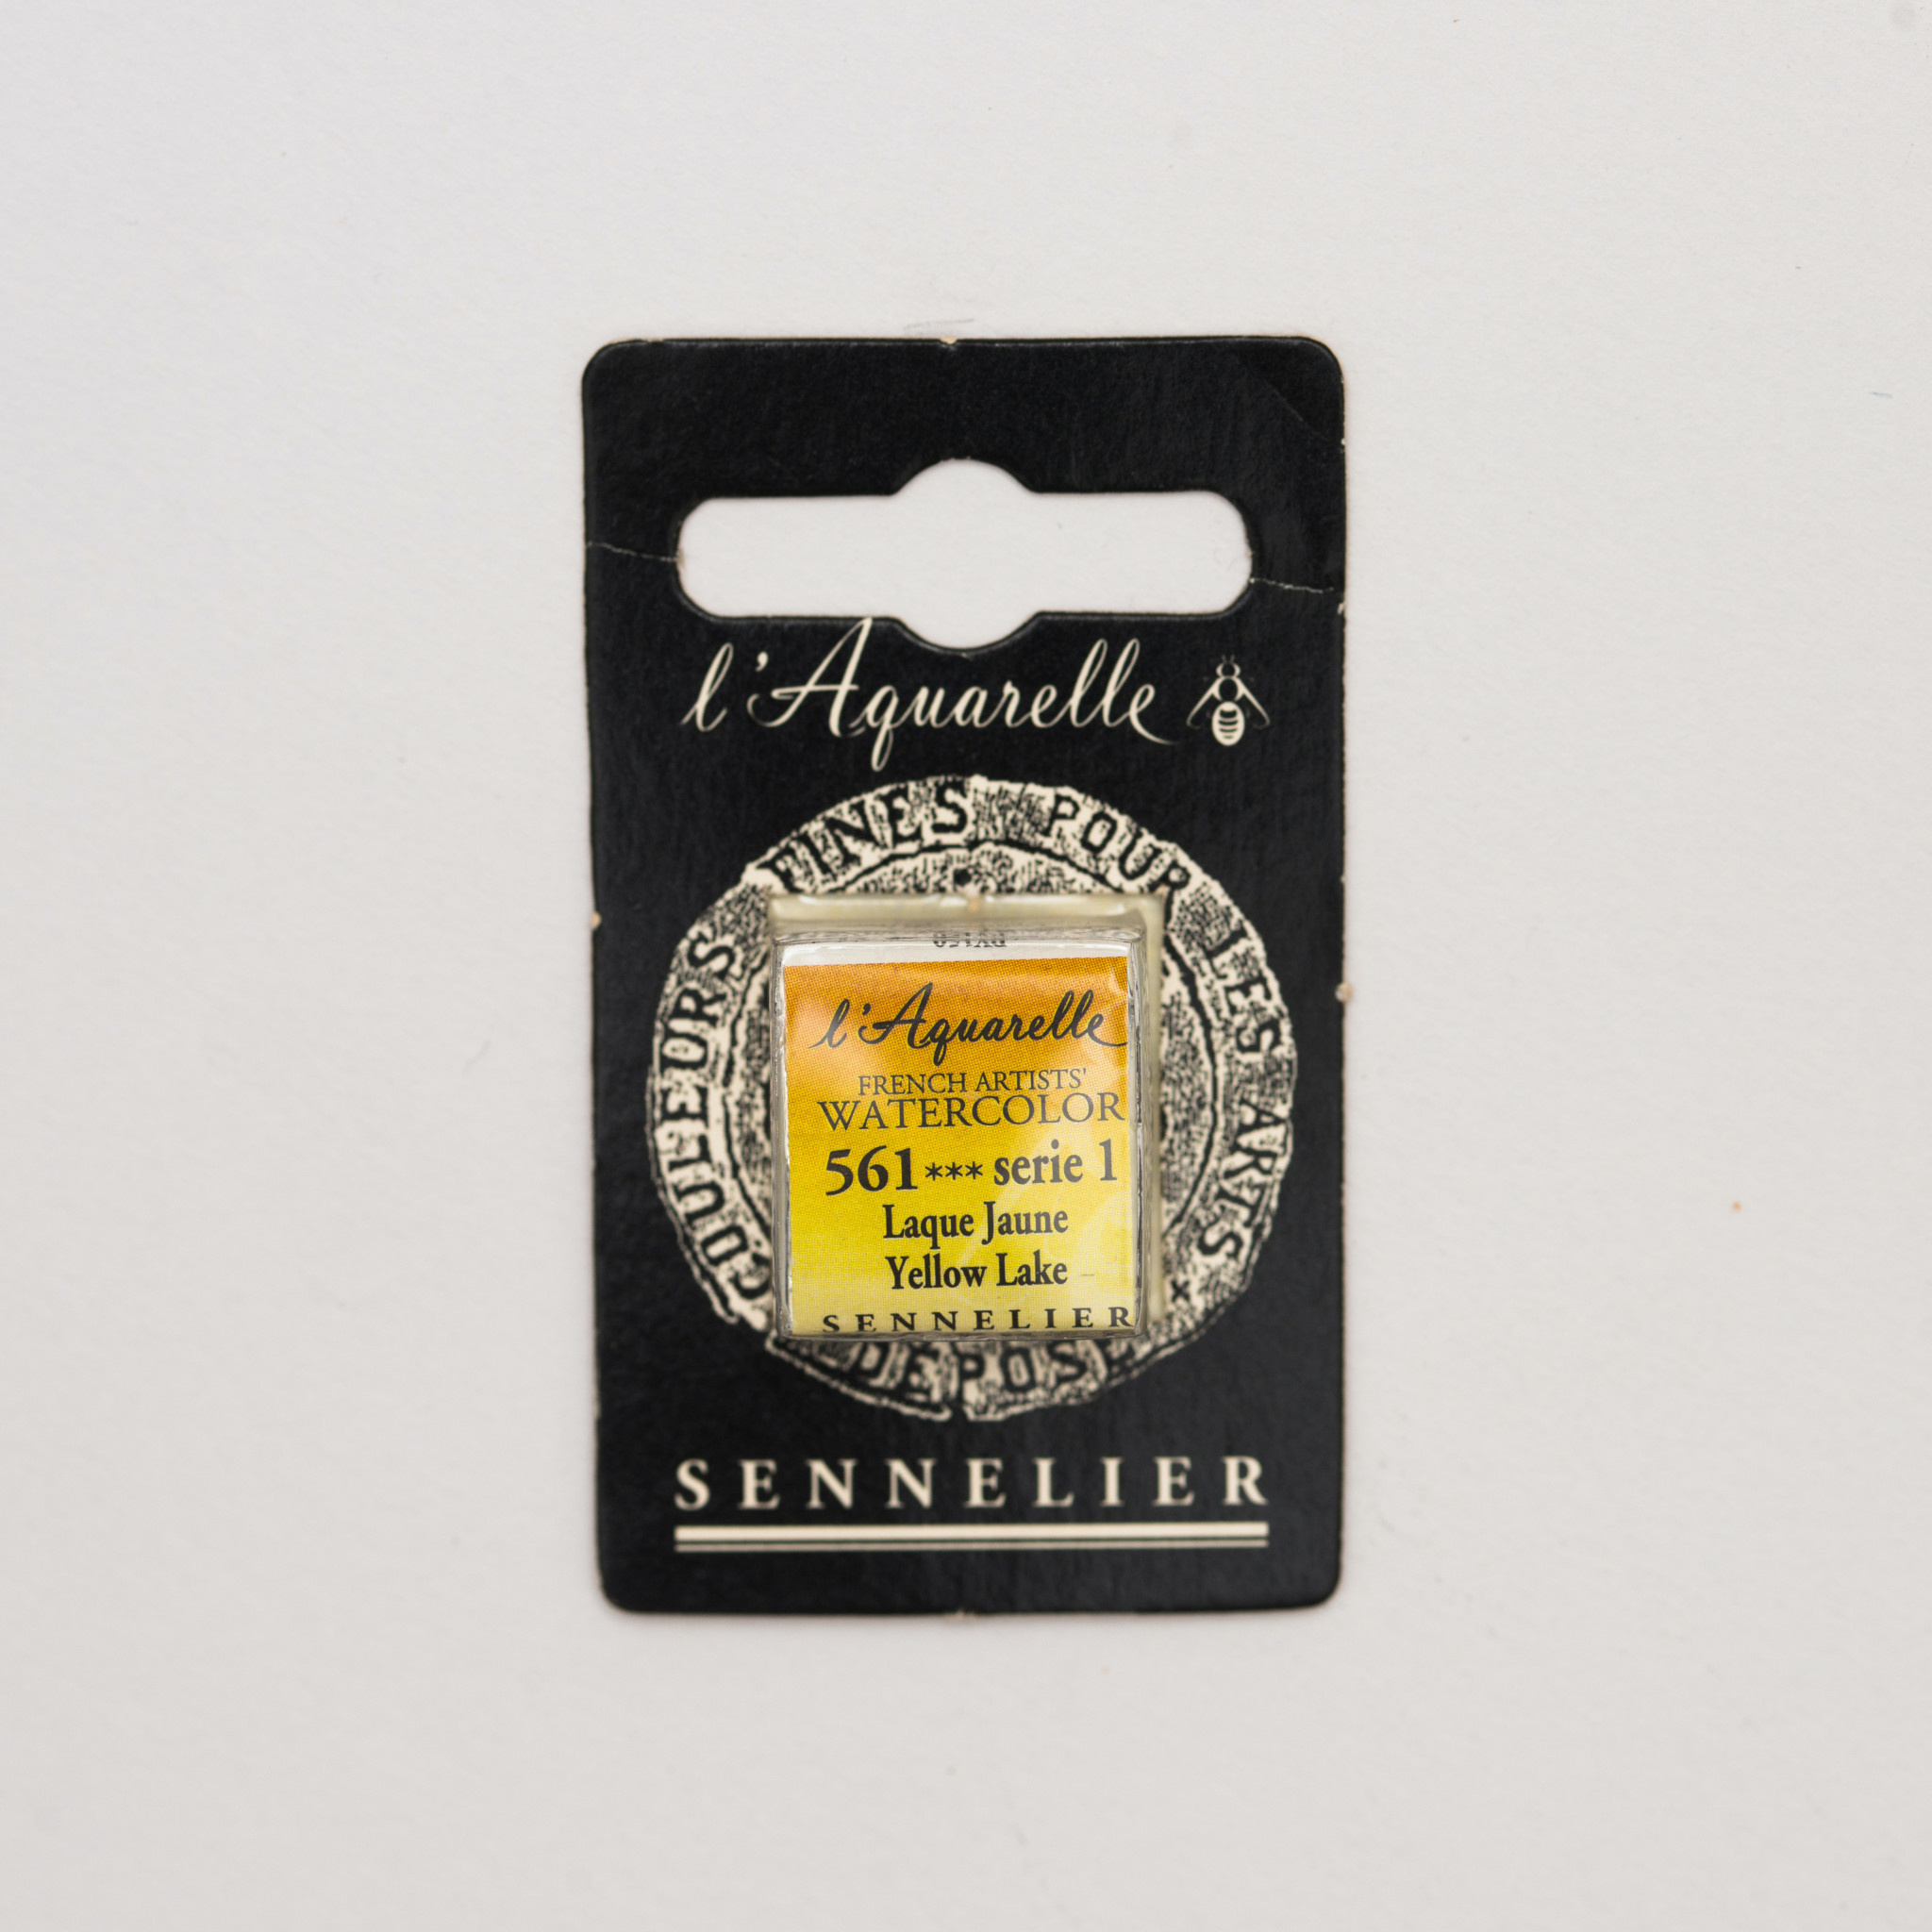 l'Aquarelle
COULEURS FINES POUR LES ARTS
l'Aquarelle
FRENCH ARTISTS'
WATERCOLOR
561*** serie 1
Laque Jaune
Yellow Lake
SENNELIER
DÉPOSÉ
SENNELIER